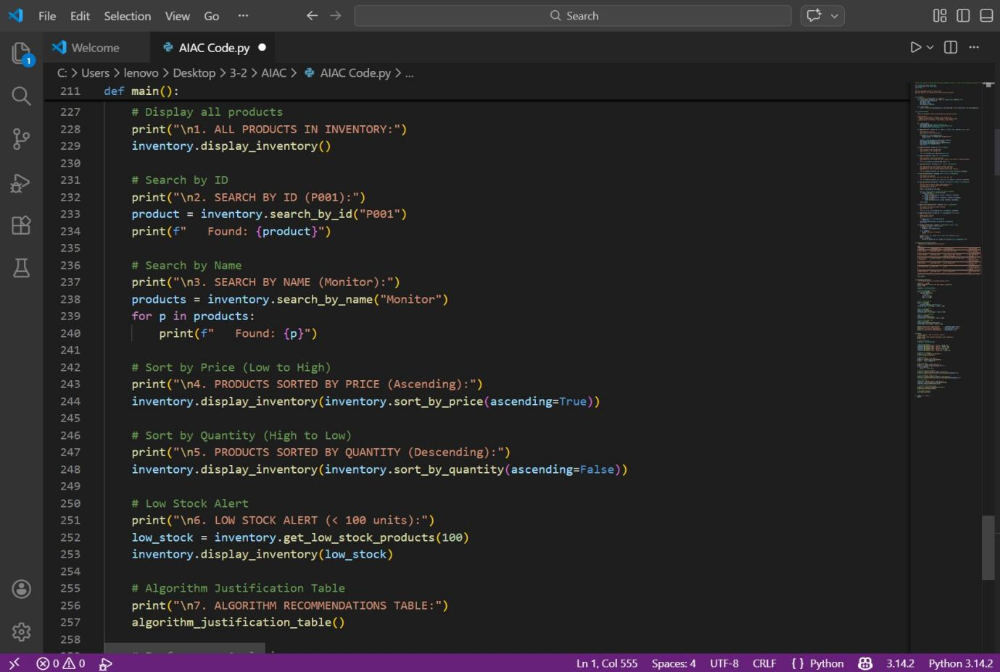 File Edit Selection View Go ··· Search
Welcome AIAC Code.py
C: > Users > lenovo > Desktop > 3-2 > AIAC > AIAC Code.py > ...
1
211 def main():
227 # Display all products
228 print("\n1. ALL PRODUCTS IN INVENTORY:")
229 inventory.display_inventory()
230
231 # Search by ID
232 print("\n2. SEARCH BY ID (P001):")
233 product = inventory.search_by_id("P001")
234 print(f"   Found: {product}")
235
236 # Search by Name
237 print("\n3. SEARCH BY NAME (Monitor):")
238 products = inventory.search_by_name("Monitor")
239 for p in products:
240     print(f"   Found: {p}")
241
242 # Sort by Price (Low to High)
243 print("\n4. PRODUCTS SORTED BY PRICE (Ascending):")
244 inventory.display_inventory(inventory.sort_by_price(ascending=True))
245
246 # Sort by Quantity (High to Low)
247 print("\n5. PRODUCTS SORTED BY QUANTITY (Descending):")
248 inventory.display_inventory(inventory.sort_by_quantity(ascending=False))
249
250 # Low Stock Alert
251 print("\n6. LOW STOCK ALERT (< 100 units):")
252 low_stock = inventory.get_low_stock_products(100)
253 inventory.display_inventory(low_stock)
254
255 # Algorithm Justification Table
256 print("\n7. ALGORITHM RECOMMENDATIONS TABLE:")
257 algorithm_justification_table()
258
0 0 Ln 1, Col 555 Spaces: 4 UTF-8 CRLF { } Python 3.14.2 Python 3.14.2